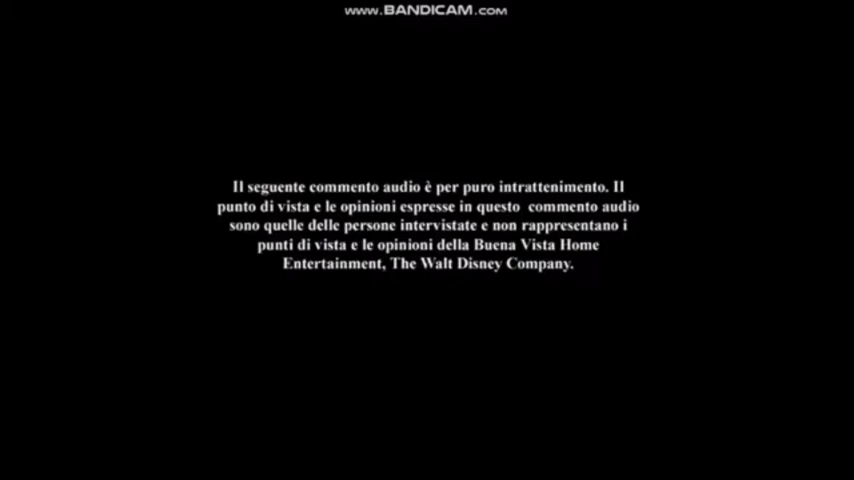 www.BANDICAM.com
Il seguente commento audio è per puro intrattenimento. Il
punto di vista e le opinioni espresse in questo commento audio
sono quelle delle persone intervistate e non rappresentano i
punti di vista e le opinioni della Buena Vista Home
Entertainment, The Walt Disney Company.